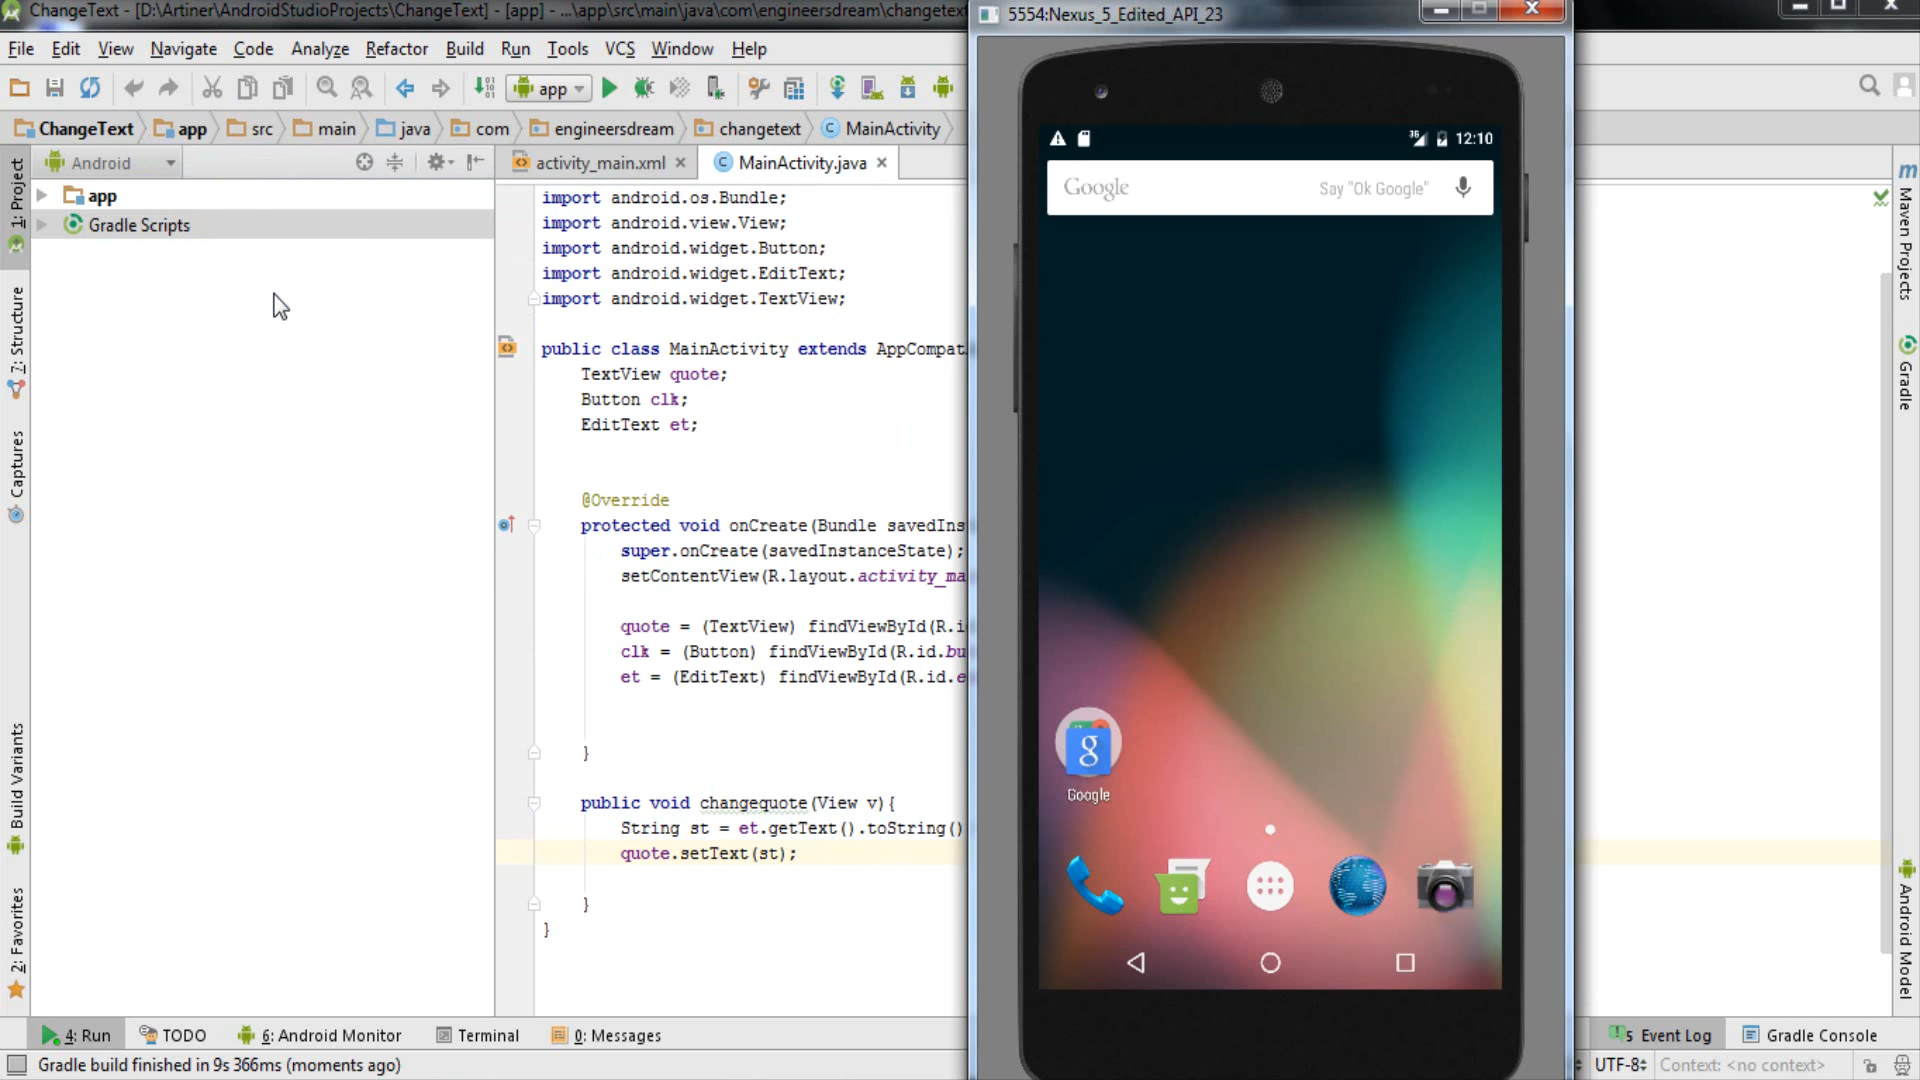 ChangeText - [D:\Artiner\AndroidStudioProjects\ChangeText] - [app] - ...\app\src\main\java\com\engineersdream\changetext
5554:Nexus_5_Edited_API_23
File Edit View Navigate Code Analyze Refactor Build Run Tools VCS Window Help
app
ChangeText app src main java com engineersdream changetext MainActivity
Android
activity_main.xml
MainActivity.java
app
Gradle Scripts
1: Project
7: Structure
Captures
Build Variants
2: Favorites
import android.os.Bundle;
import android.view.View;
import android.widget.Button;
import android.widget.EditText;
import android.widget.TextView;
public class MainActivity extends AppCompat
TextView quote;
Button clk;
EditText et;
@Override
protected void onCreate(Bundle savedIns
super.onCreate(savedInstanceState);
setContentView(R.layout.activity_ma
quote = (TextView) findViewById(R.i
clk = (Button) findViewById(R.id.bu
et = (EditText) findViewById(R.id.e
}
public void changequote(View v){
String st = et.getText().toString()
quote.setText(st);
}
}
3G 12:10
Google Say "Ok Google"
g
Google
m Maven Projects
Gradle
Android Model
4: Run TODO 6: Android Monitor Terminal 0: Messages
5 Event Log Gradle Console
Gradle build finished in 9s 366ms (moments ago)
UTF-8 Context: <no context>